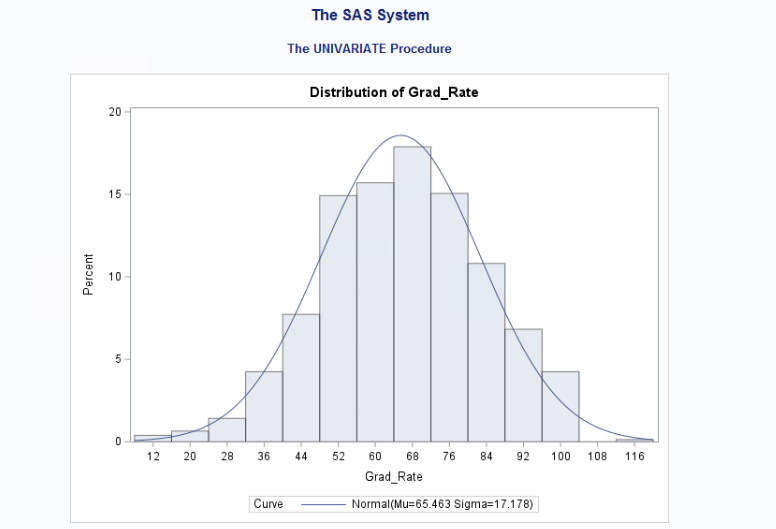 The SAS System
The UNIVARIATE Procedure
Distribution of Grad_Rate
20
15
10
5
0
Percent
12 20 28 36 44 52 60 68 76 84 92 100 108 116
Grad_Rate
Curve Normal(Mu=65.463 Sigma=17.178)